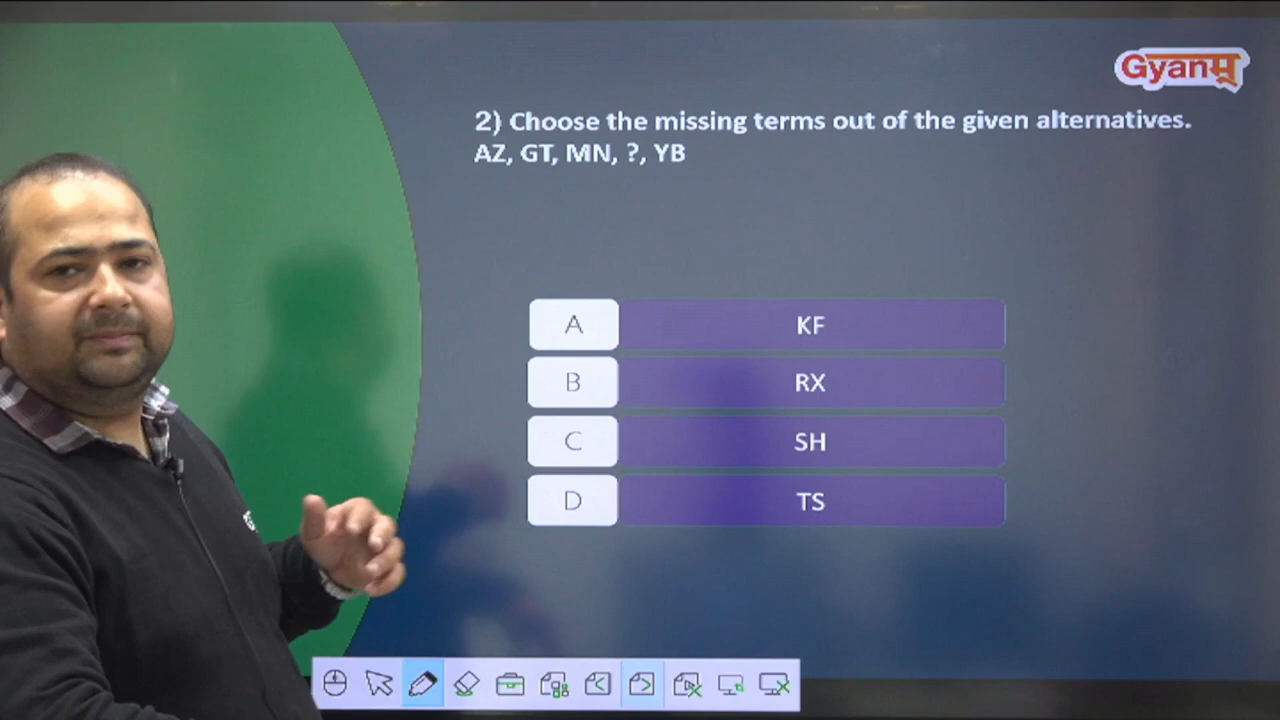 Gyanम्
2) Choose the missing terms out of the given alternatives.
AZ, GT, MN, ?, YB
A KF
B RX
C SH
D TS